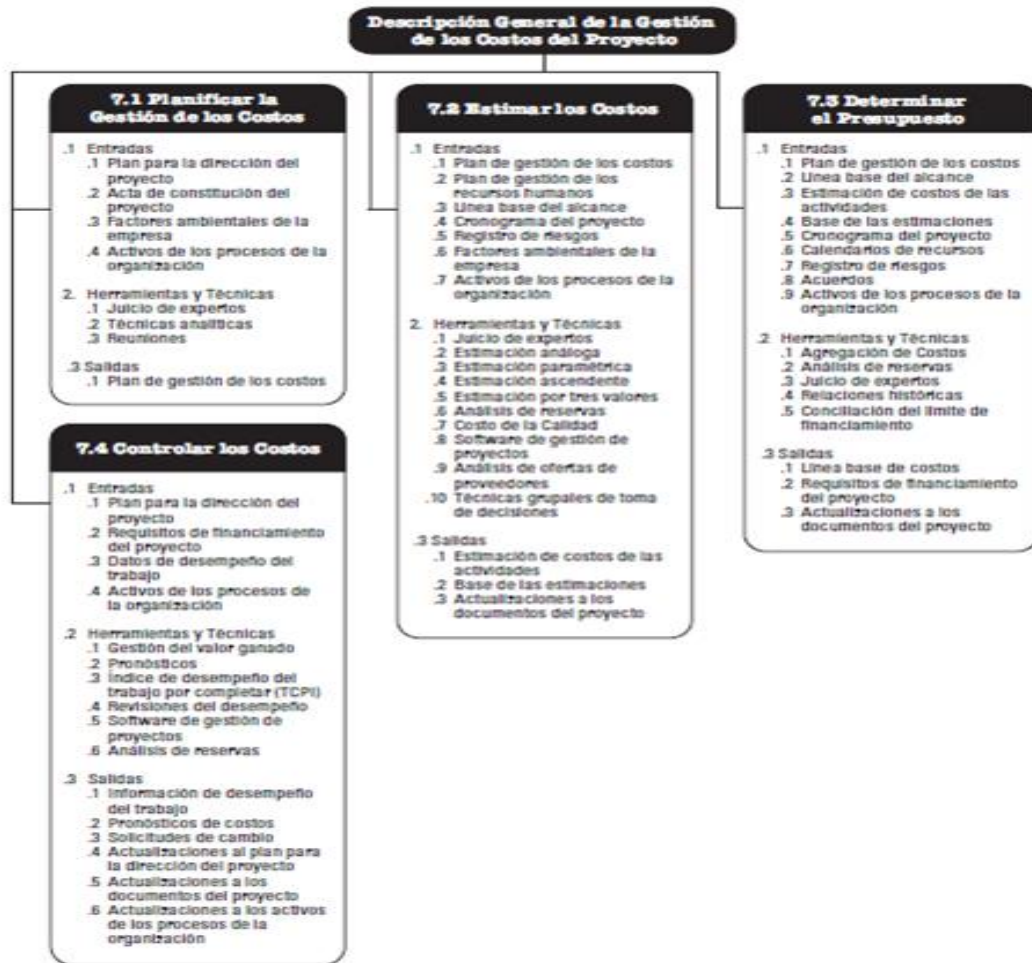 Descripción General de la Gestión
de los Costos del Proyecto
7.1 Planificar la
Gestión de los Costos
.1 Entradas
.1 Plan para la dirección del
proyecto
.2 Acta de constitución del
proyecto
.3 Factores ambientales de la
empresa
.4 Activos de los procesos de la
organización
2. Herramientas y Técnicas
.1 Juicio de expertos
.2 Técnicas analíticas
.3 Reuniones
.3 Salidas
.1 Plan de gestión de los costos
7.2 Estimar los Costos
.1 Entradas
.1 Plan de gestión de los costos
.2 Plan de gestión de los
recursos humanos
.3 Línea base del alcance
.4 Cronograma del proyecto
.5 Registro de riesgos
.6 Factores ambientales de la
empresa
.7 Activos de los procesos de la
organización
2. Herramientas y Técnicas
.1 Juicio de expertos
.2 Estimación análoga
.3 Estimación paramétrica
.4 Estimación ascendente
.5 Estimación por tres valores
.6 Análisis de reservas
.7 Costo de la Calidad
.8 Software de gestión de
proyectos
.9 Análisis de ofertas de
proveedores
.10 Técnicas grupales de toma
de decisiones
.3 Salidas
.1 Estimación de costos de las
actividades
.2 Base de las estimaciones
.3 Actualizaciones a los
documentos del proyecto
7.3 Determinar
el Presupuesto
.1 Entradas
.1 Plan de gestión de los costos
.2 Línea base del alcance
.3 Estimación de costos de las
actividades
.4 Base de las estimaciones
.5 Cronograma del proyecto
.6 Calendarios de recursos
.7 Registro de riesgos
.8 Acuerdos
.9 Activos de los procesos de la
organización
.2 Herramientas y Técnicas
.1 Agregación de Costos
.2 Análisis de reservas
.3 Juicio de expertos
.4 Relaciones históricas
.5 Conciliación del límite de
financiamiento
.3 Salidas
.1 Línea base de costos
.2 Requisitos de financiamiento
del proyecto
.3 Actualizaciones a los
documentos del proyecto
7.4 Controlar los Costos
.1 Entradas
.1 Plan para la dirección del
proyecto
.2 Requisitos de financiamiento
del proyecto
.3 Datos de desempeño del
trabajo
.4 Activos de los procesos de
la organización
.2 Herramientas y Técnicas
.1 Gestión del valor ganado
.2 Pronósticos
.3 Índice de desempeño del
trabajo por completar (TCPI)
.4 Revisiones del desempeño
.5 Software de gestión de
proyectos
.6 Análisis de reservas
.3 Salidas
.1 Información de desempeño
del trabajo
.2 Pronósticos de costos
.3 Solicitudes de cambio
.4 Actualizaciones al plan para
la dirección del proyecto
.5 Actualizaciones a los
documentos del proyecto
.6 Actualizaciones a los activos
de los procesos de la
organización